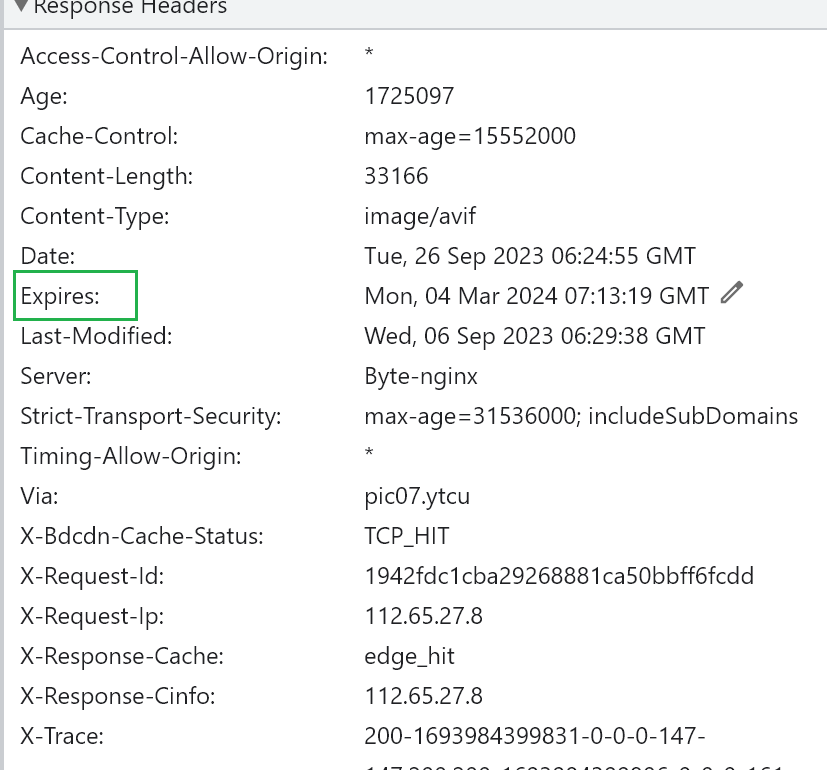 Response Headers
Access-Control-Allow-Origin: *
Age: 1725097
Cache-Control: max-age=15552000
Content-Length: 33166
Content-Type: image/avif
Date: Tue, 26 Sep 2023 06:24:55 GMT
Expires: Mon, 04 Mar 2024 07:13:19 GMT
Last-Modified: Wed, 06 Sep 2023 06:29:38 GMT
Server: Byte-nginx
Strict-Transport-Security: max-age=31536000; includeSubDomains
Timing-Allow-Origin: *
Via: pic07.ytcu
X-Bdcdn-Cache-Status: TCP_HIT
X-Request-Id: 1942fdc1cba29268881ca50bbff6fcdd
X-Request-Ip: 112.65.27.8
X-Response-Cache: edge_hit
X-Response-Cinfo: 112.65.27.8
X-Trace: 200-1693984399831-0-0-0-147-